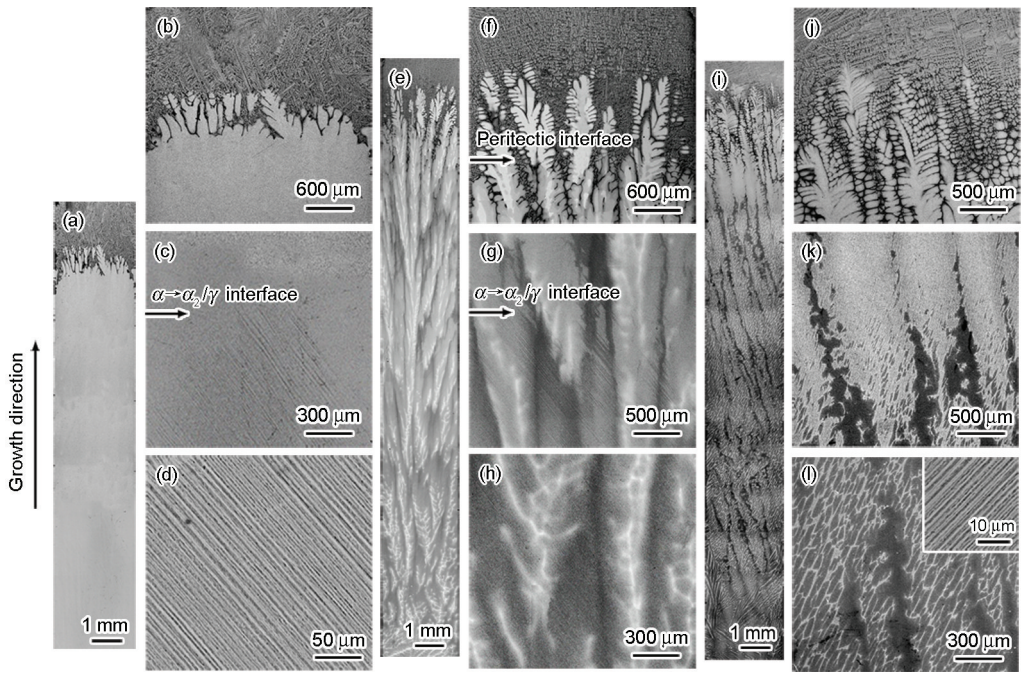 (a)
1 mm
Growth direction
(b)
600 μm
(c)
α→α₂/γ interface
300 μm
(d)
50 μm
(e)
1 mm
(f)
Peritectic interface
600 μm
(g)
α→α₂/γ interface
500 μm
(h)
300 μm
(i)
1 mm
(j)
500 μm
(k)
500 μm
(l)
10 μm
300 μm